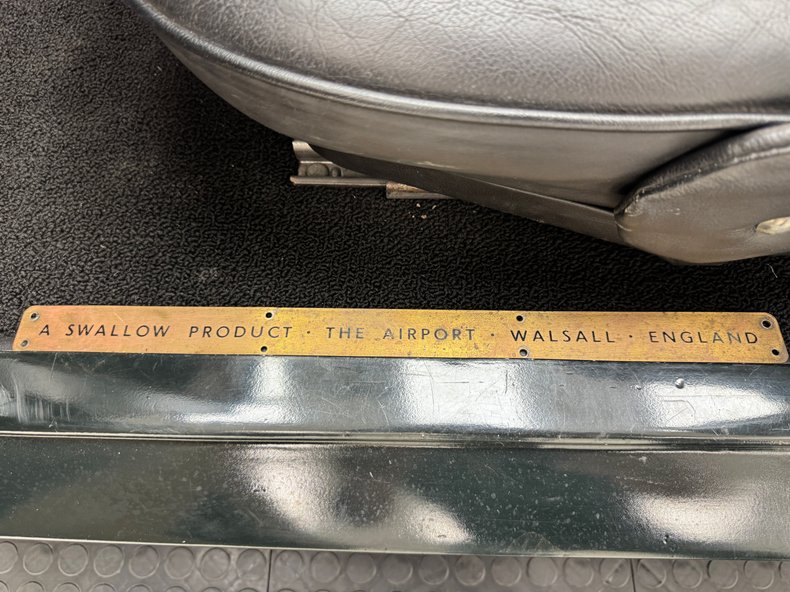 A SWALLOW PRODUCT · THE AIRPORT · WALSALL · ENGLAND